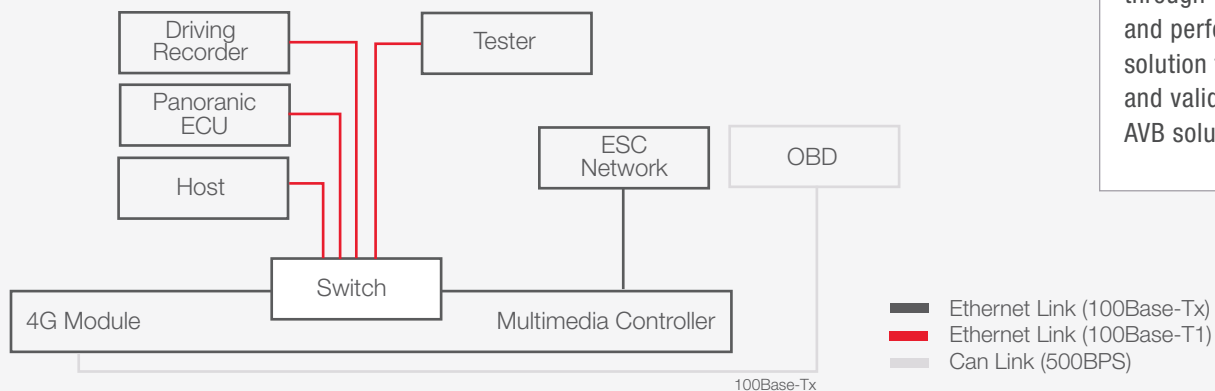 Driving
Recorder
Tester
Panoranic
ECU
Host
ESC
Network
OBD
Switch
4G Module
Multimedia Controller
100Base-Tx
Ethernet Link (100Base-Tx)
Ethernet Link (100Base-T1)
Can Link (500BPS)
through
and perfo
solution
and valid
AVB solu